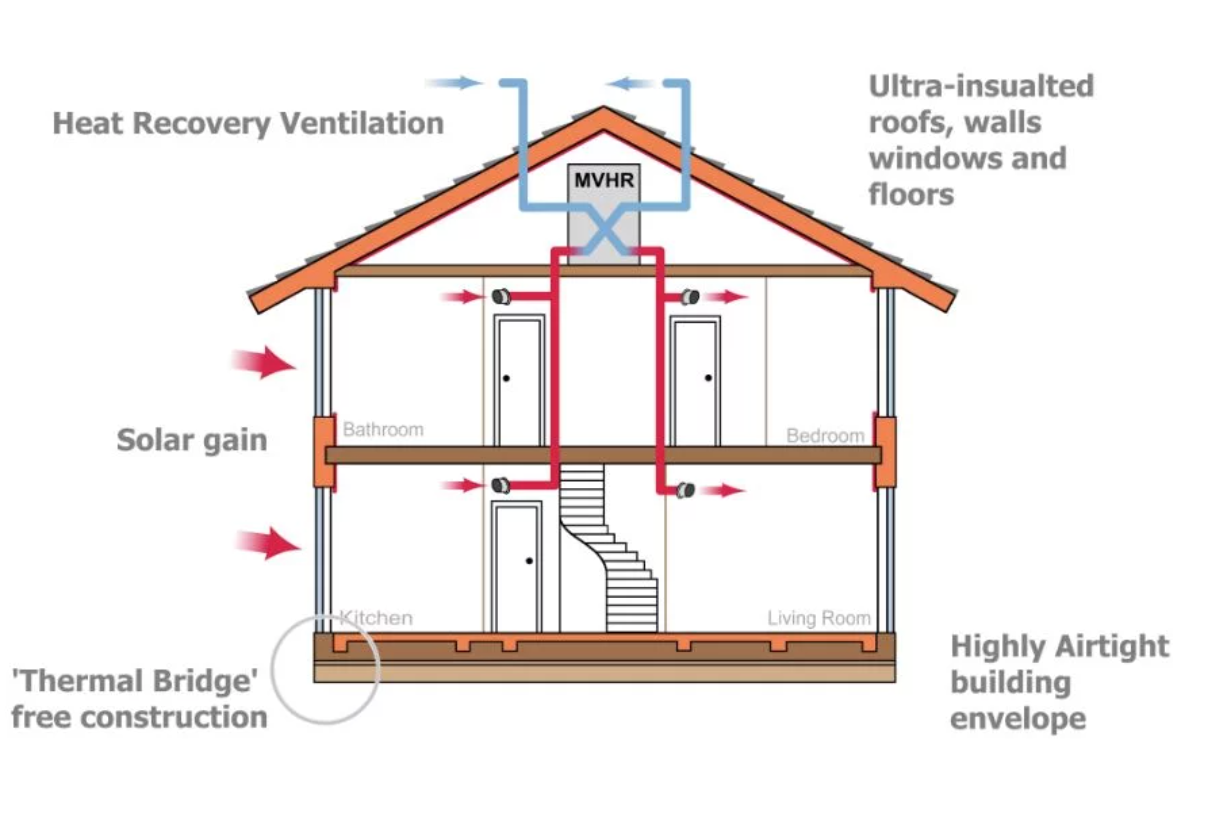 Heat Recovery Ventilation
Ultra-insualted
roofs, walls
windows and
floors
MVHR
Solar gain
Bathroom
Bedroom
Kitchen
Living Room
'Thermal Bridge'
free construction
Highly Airtight
building
envelope